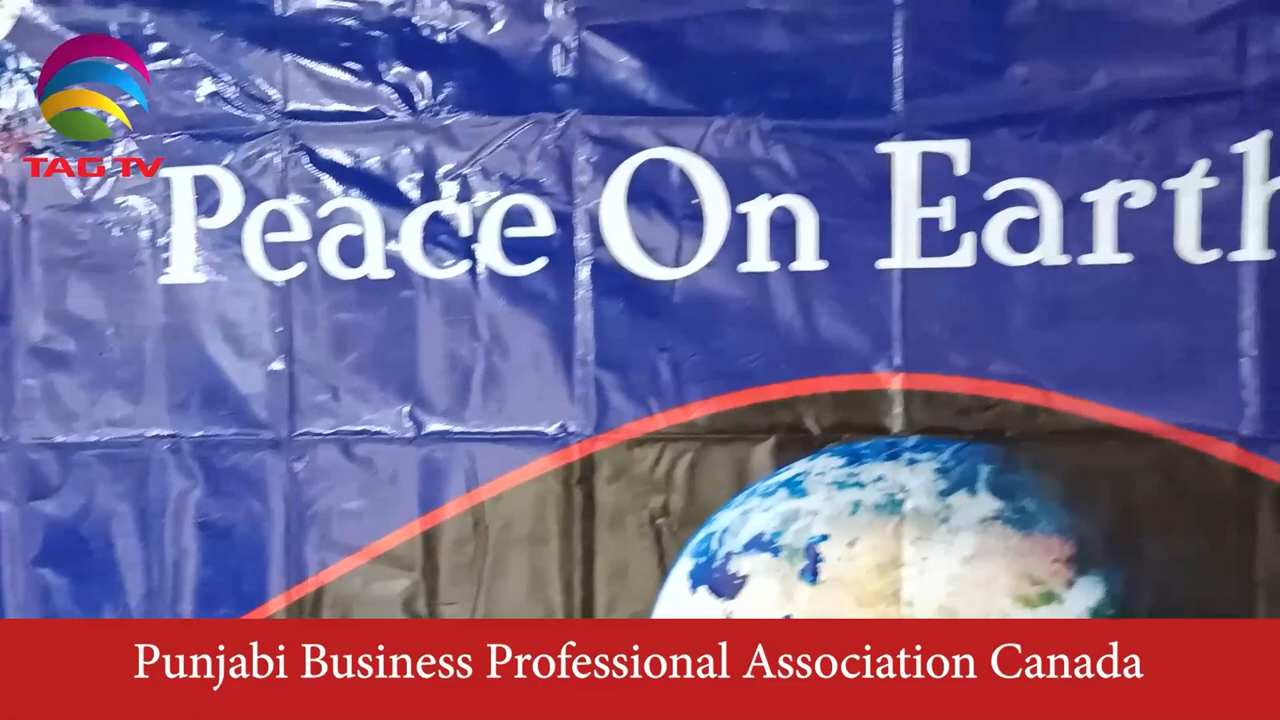 TAG TV
Peace On Earth
Punjabi Business Professional Association Canada